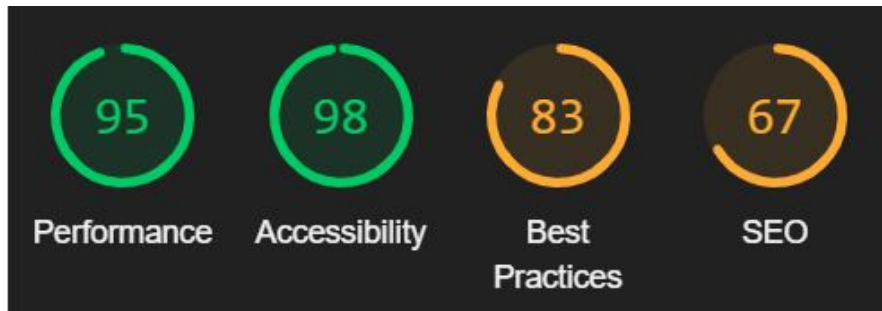 95
98
83
67
Performance
Accessibility
Best
Practices
SEO